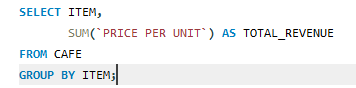 SELECT ITEM,
SUM(`PRICE PER UNIT`) AS TOTAL_REVENUE
FROM CAFE
GROUP BY ITEM;